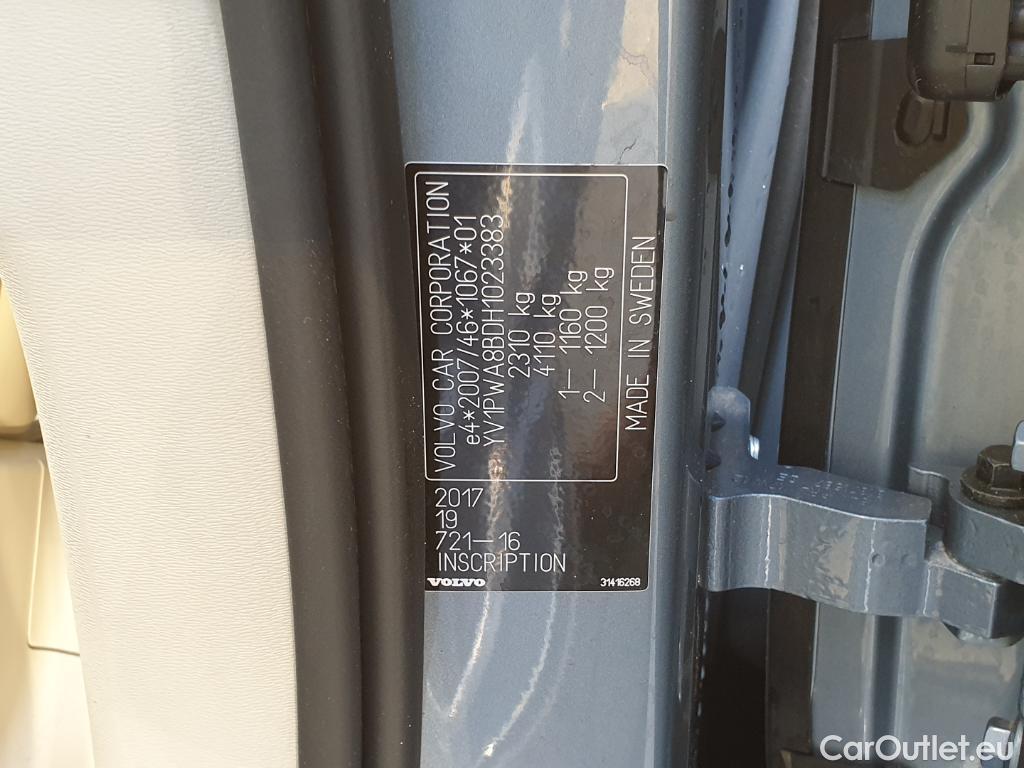 VOLVO CAR CORPORATION
e4*2007/46*1067*01
YV1PWA8BDH1023383
2310 kg
4110 kg
1— 1160 kg
2— 1200 kg
MADE IN SWEDEN
2017
19
721—16
INSCRIPTION
VOLVO
31416268
CarOutlet.eu